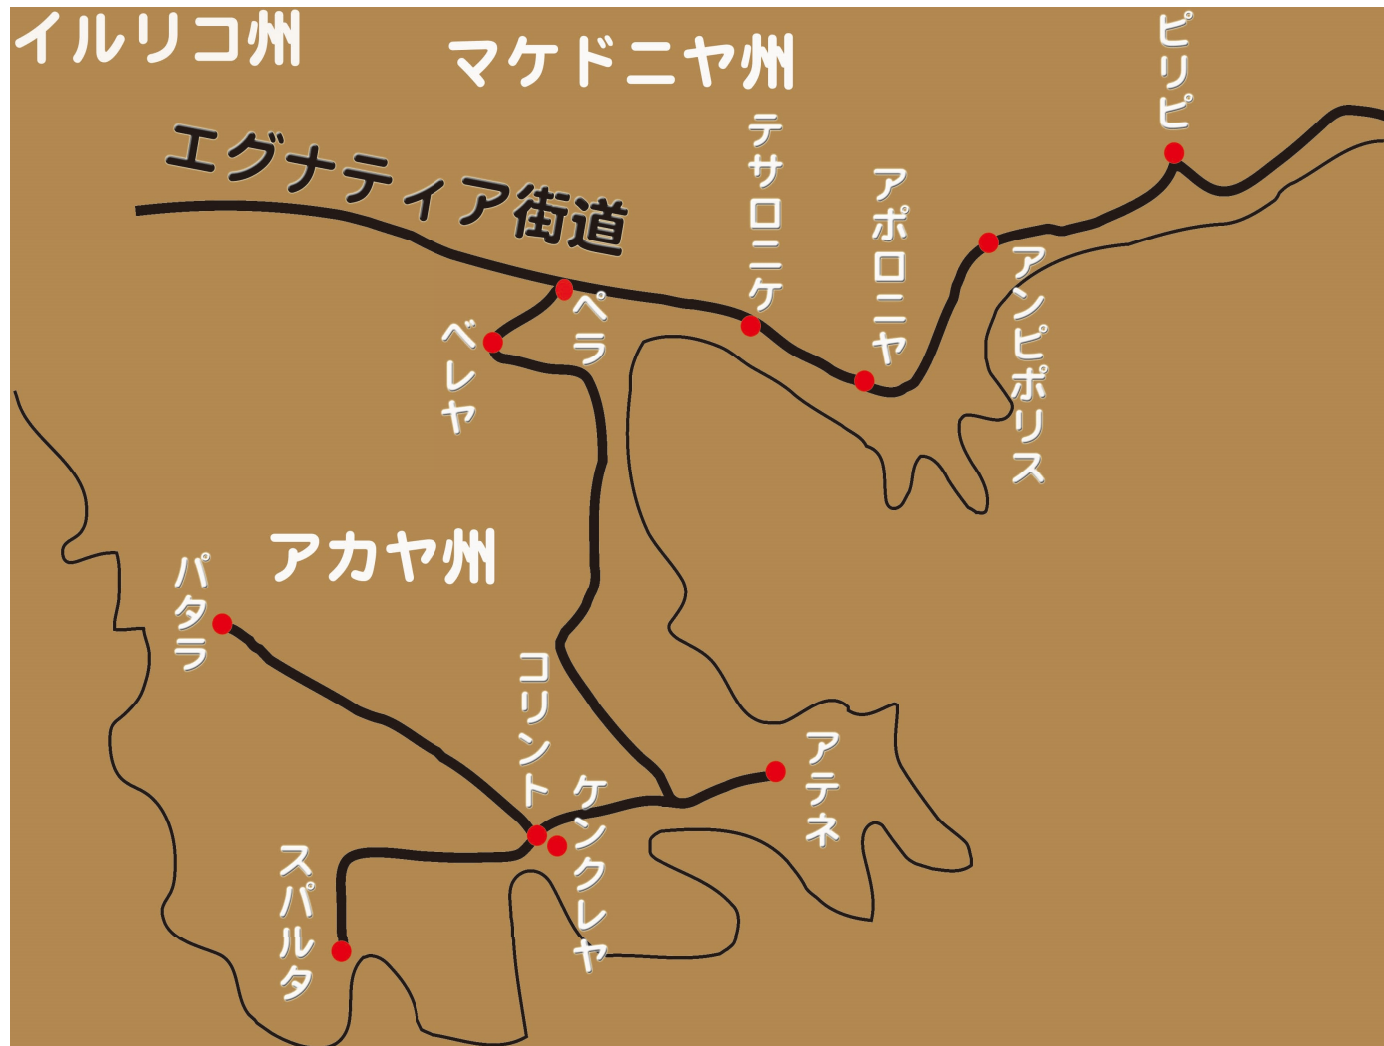 イルリコ州
マケドニヤ州
ピリピ
エグナティア街道
テサロニケ
アポロニヤ
アンピポリス
ペラ
ベレヤ
アカヤ州
パタラ
コリント
アテネ
ケンクレヤ
スパルタ